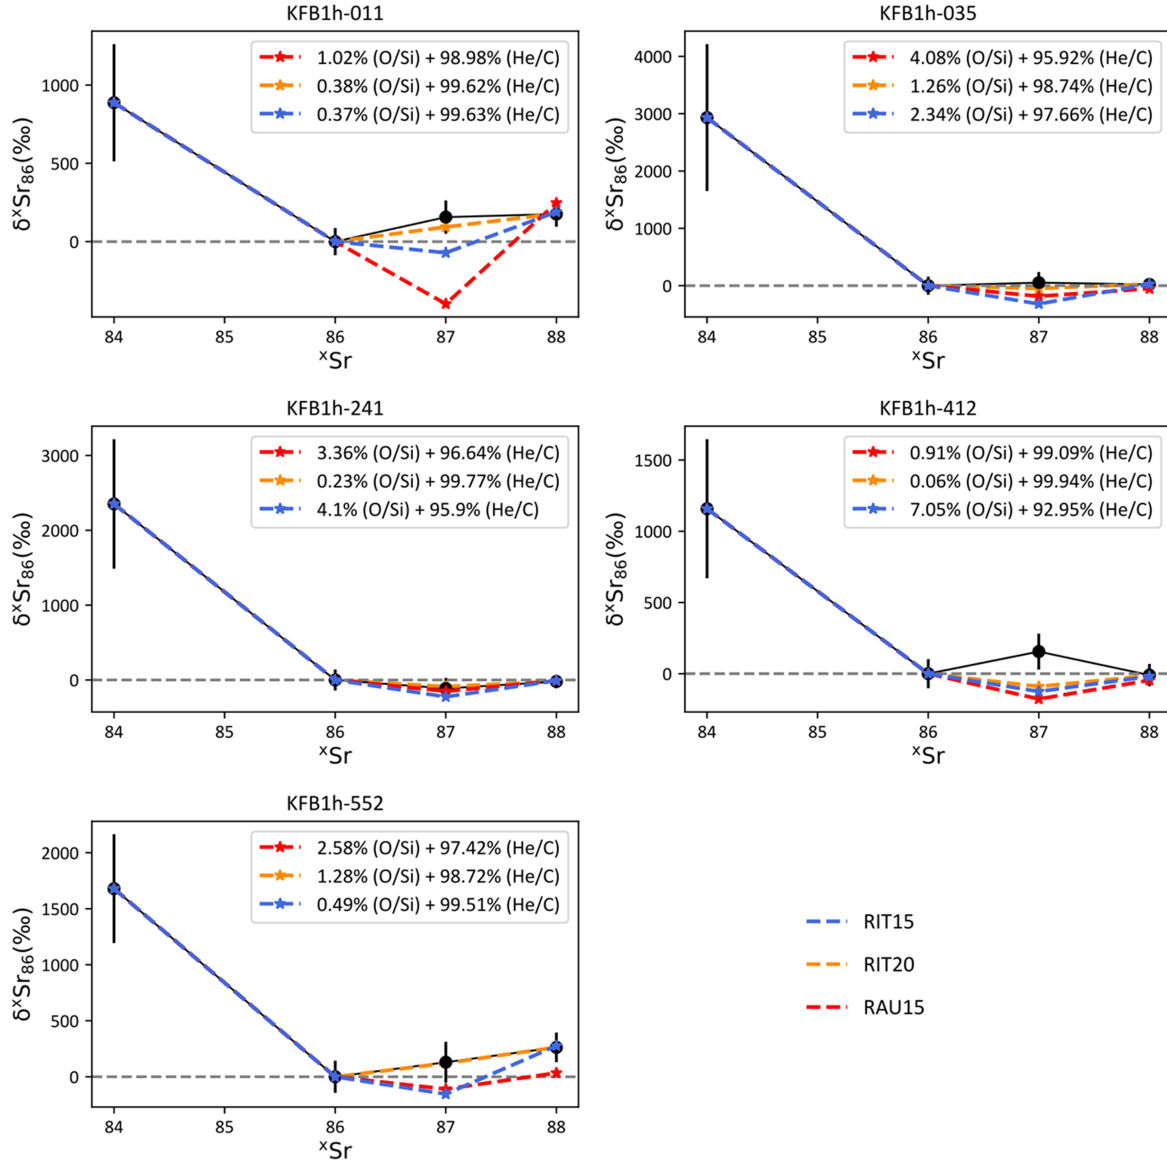 KFB1h-011
1.02% (O/Si) + 98.98% (He/C)
0.38% (O/Si) + 99.62% (He/C)
0.37% (O/Si) + 99.63% (He/C)
1000
500
0
δˣSr₈₆(‰)
84 85 86 87 88
ˣSr
KFB1h-035
4.08% (O/Si) + 95.92% (He/C)
1.26% (O/Si) + 98.74% (He/C)
2.34% (O/Si) + 97.66% (He/C)
4000
3000
2000
1000
0
δˣSr₈₆(‰)
84 85 86 87 88
ˣSr
KFB1h-241
3.36% (O/Si) + 96.64% (He/C)
0.23% (O/Si) + 99.77% (He/C)
4.1% (O/Si) + 95.9% (He/C)
3000
2000
1000
0
δˣSr₈₆(‰)
84 85 86 87 88
ˣSr
KFB1h-412
0.91% (O/Si) + 99.09% (He/C)
0.06% (O/Si) + 99.94% (He/C)
7.05% (O/Si) + 92.95% (He/C)
1500
1000
500
0
δˣSr₈₆(‰)
84 85 86 87 88
ˣSr
KFB1h-552
2.58% (O/Si) + 97.42% (He/C)
1.28% (O/Si) + 98.72% (He/C)
0.49% (O/Si) + 99.51% (He/C)
2000
1500
1000
500
0
δˣSr₈₆(‰)
84 85 86 87 88
ˣSr
RIT15
RIT20
RAU15